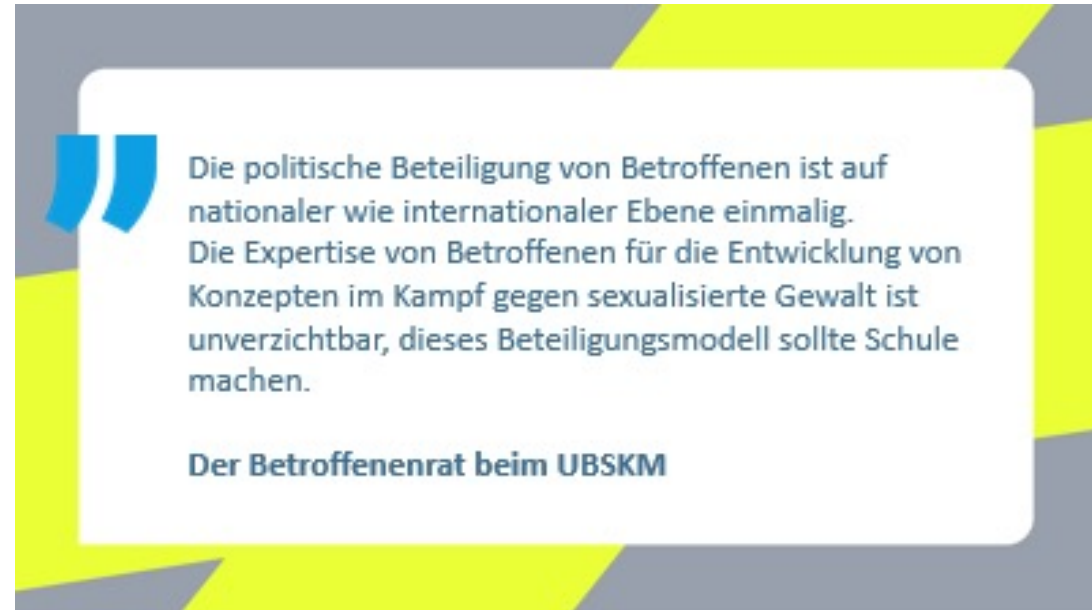 Die politische Beteiligung von Betroffenen ist auf
nationaler wie internationaler Ebene einmalig.
Die Expertise von Betroffenen für die Entwicklung von
Konzepten im Kampf gegen sexualisierte Gewalt ist
unverzichtbar, dieses Beteiligungsmodell sollte Schule
machen.
Der Betroffenenrat beim UBSKM